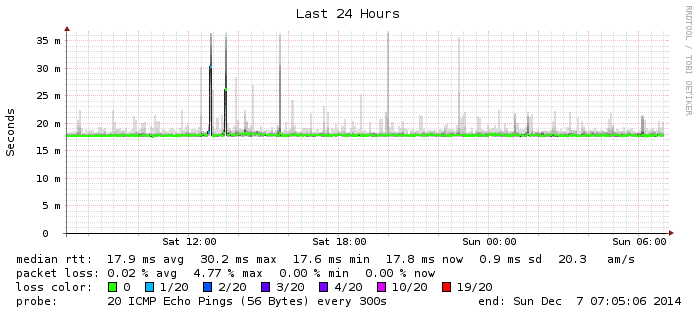 Last 24 Hours
RRDTOOL / TOBI OETIKER
Seconds
35 m
30 m
25 m
20 m
15 m
10 m
5 m
0
Sat 12:00 Sat 18:00 Sun 00:00 Sun 06:00
median rtt: 17.9 ms avg 30.2 ms max 17.6 ms min 17.8 ms now 0.9 ms sd 20.3 am/s
packet loss: 0.02 % avg 4.77 % max 0.00 % min 0.00 % now
loss color: 0 1/20 2/20 3/20 4/20 10/20 19/20
probe: 20 ICMP Echo Pings (56 Bytes) every 300s end: Sun Dec 7 07:05:06 2014